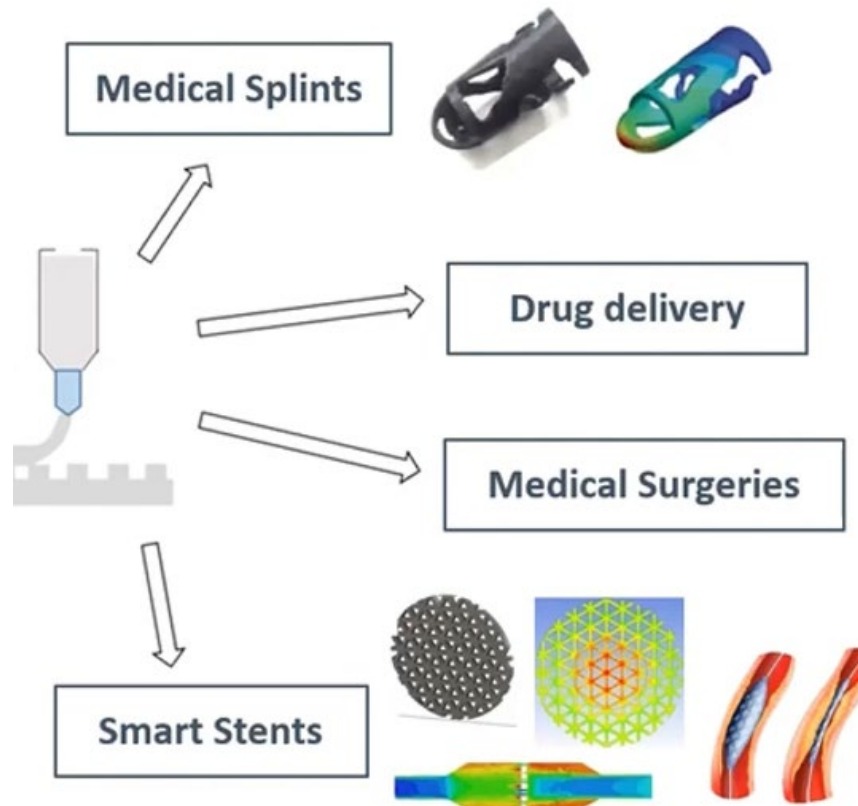 Medical Splints
Drug delivery
Medical Surgeries
Smart Stents